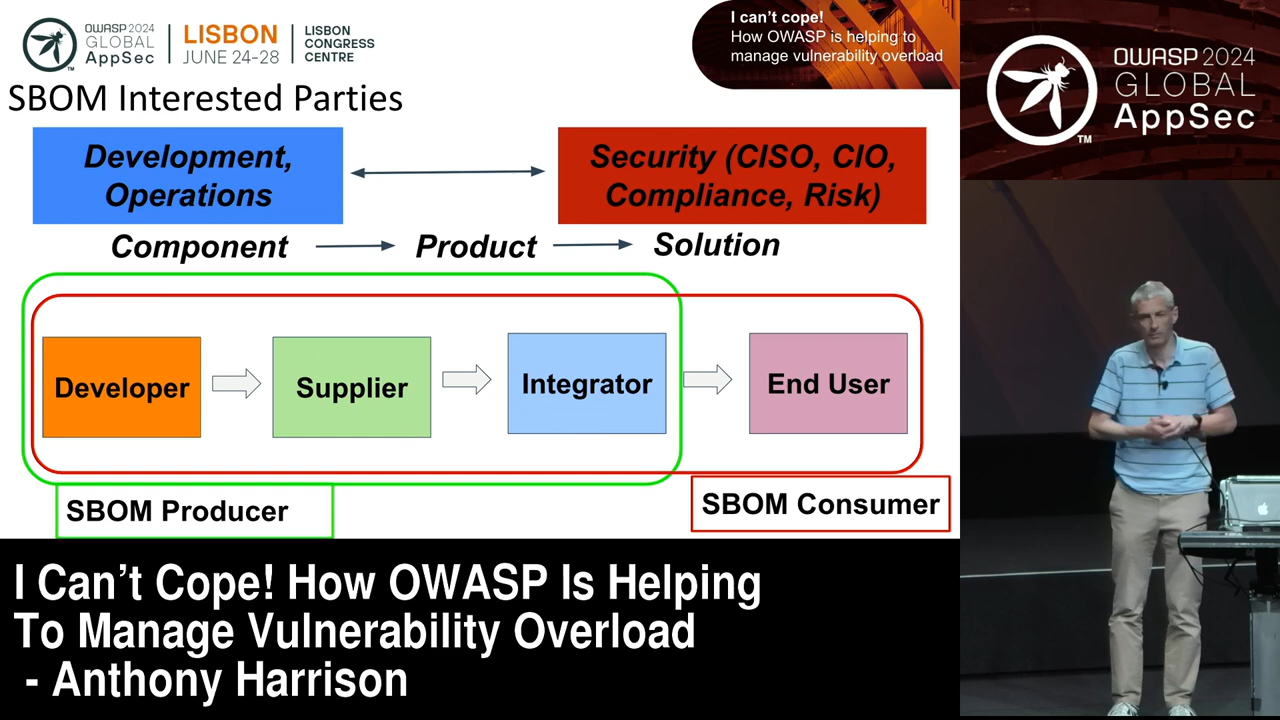 OWASP 2024
GLOBAL
AppSec
TM
LISBON
JUNE 24-28
LISBON
CONGRESS
CENTRE
I can't cope!
How OWASP is helping to
manage vulnerability overload
SBOM Interested Parties
Development,
Operations
Security (CISO, CIO,
Compliance, Risk)
Component
Product
Solution
Developer
Supplier
Integrator
End User
SBOM Producer
SBOM Consumer
I Can't Cope! How OWASP Is Helping
To Manage Vulnerability Overload
- Anthony Harrison
OWASP 2024
GLOBAL
AppSec
TM